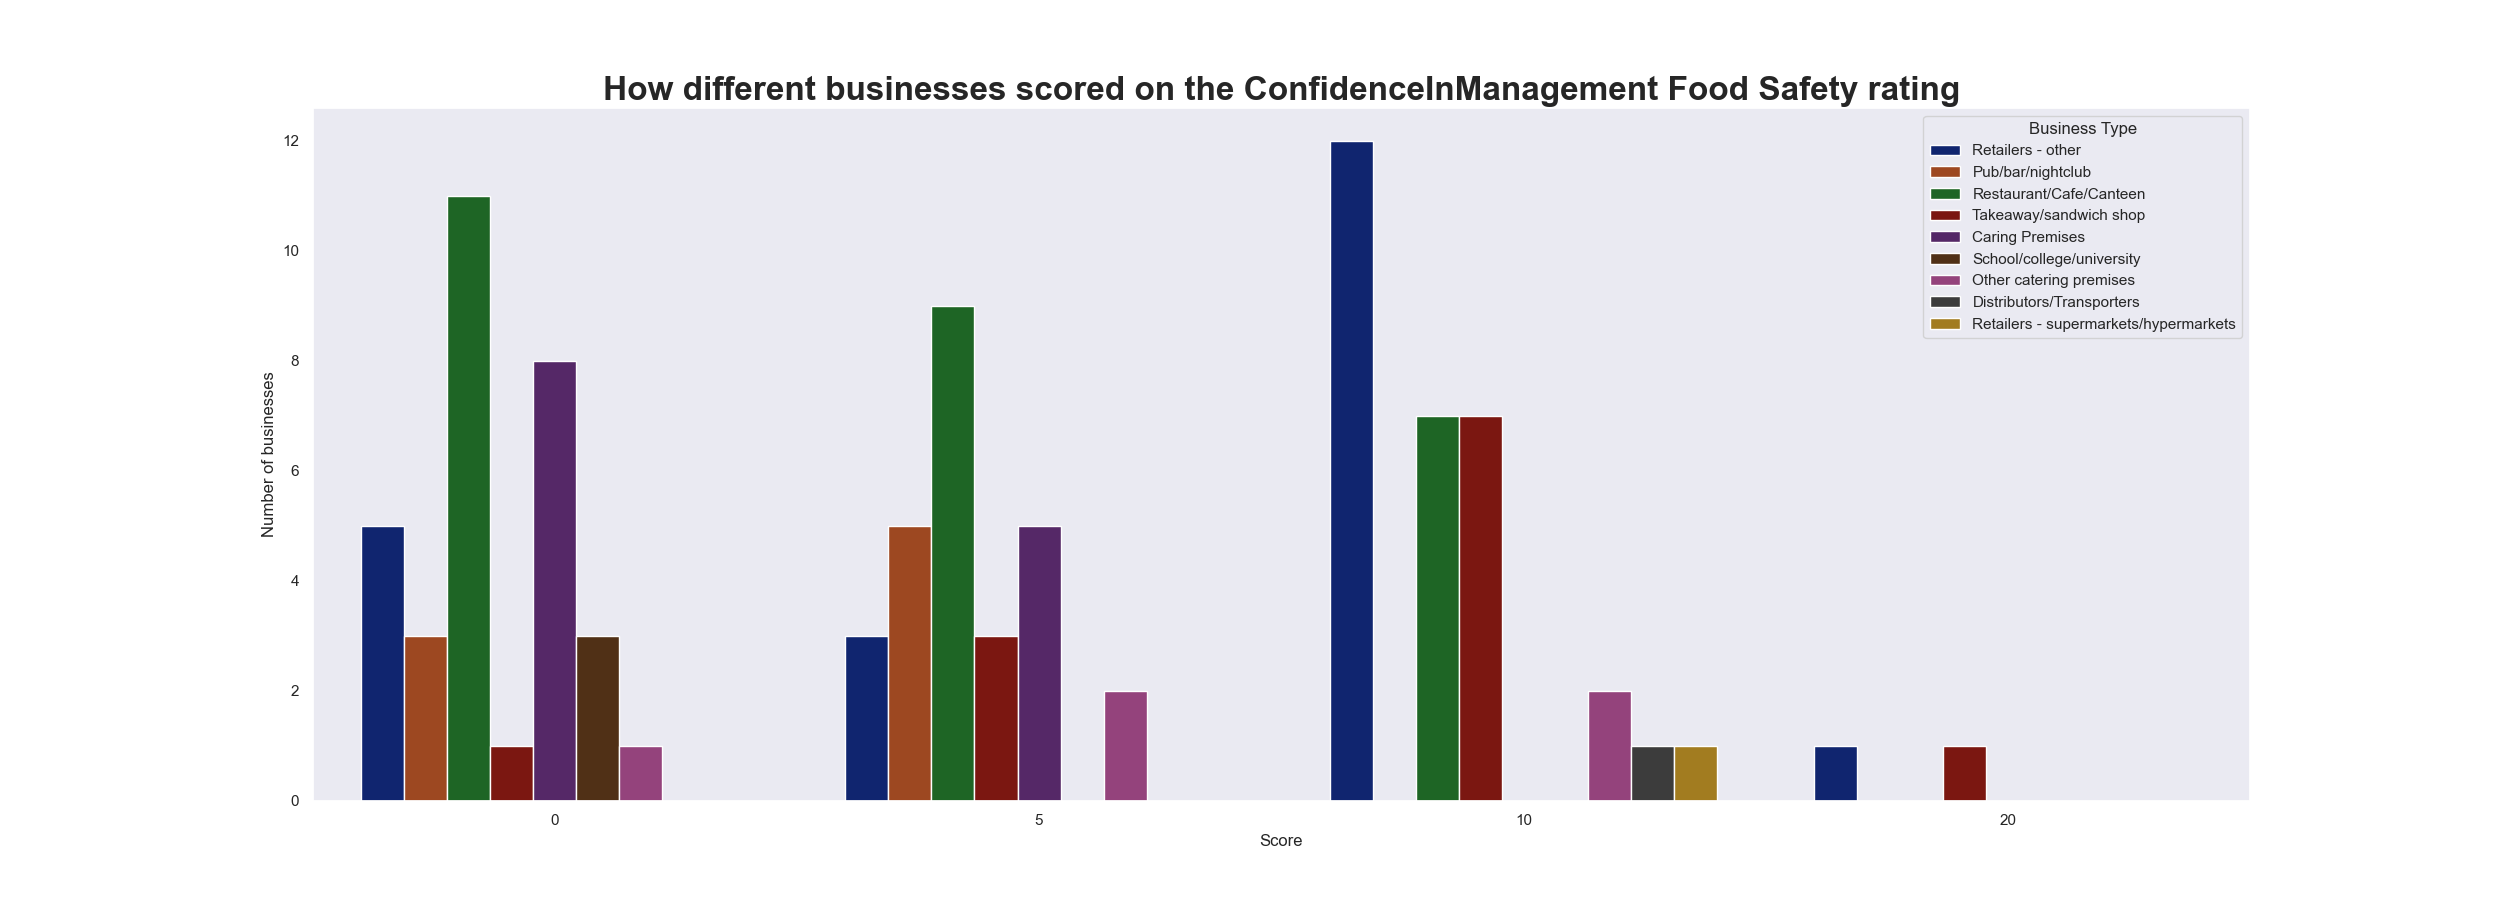 How different businesses scored on the ConfidenceInManagement Food Safety rating
Number of businesses
12
10
8
6
4
2
0
Business Type
Retailers - other
Pub/bar/nightclub
Restaurant/Cafe/Canteen
Takeaway/sandwich shop
Caring Premises
School/college/university
Other catering premises
Distributors/Transporters
Retailers - supermarkets/hypermarkets
0 5 10 20
Score